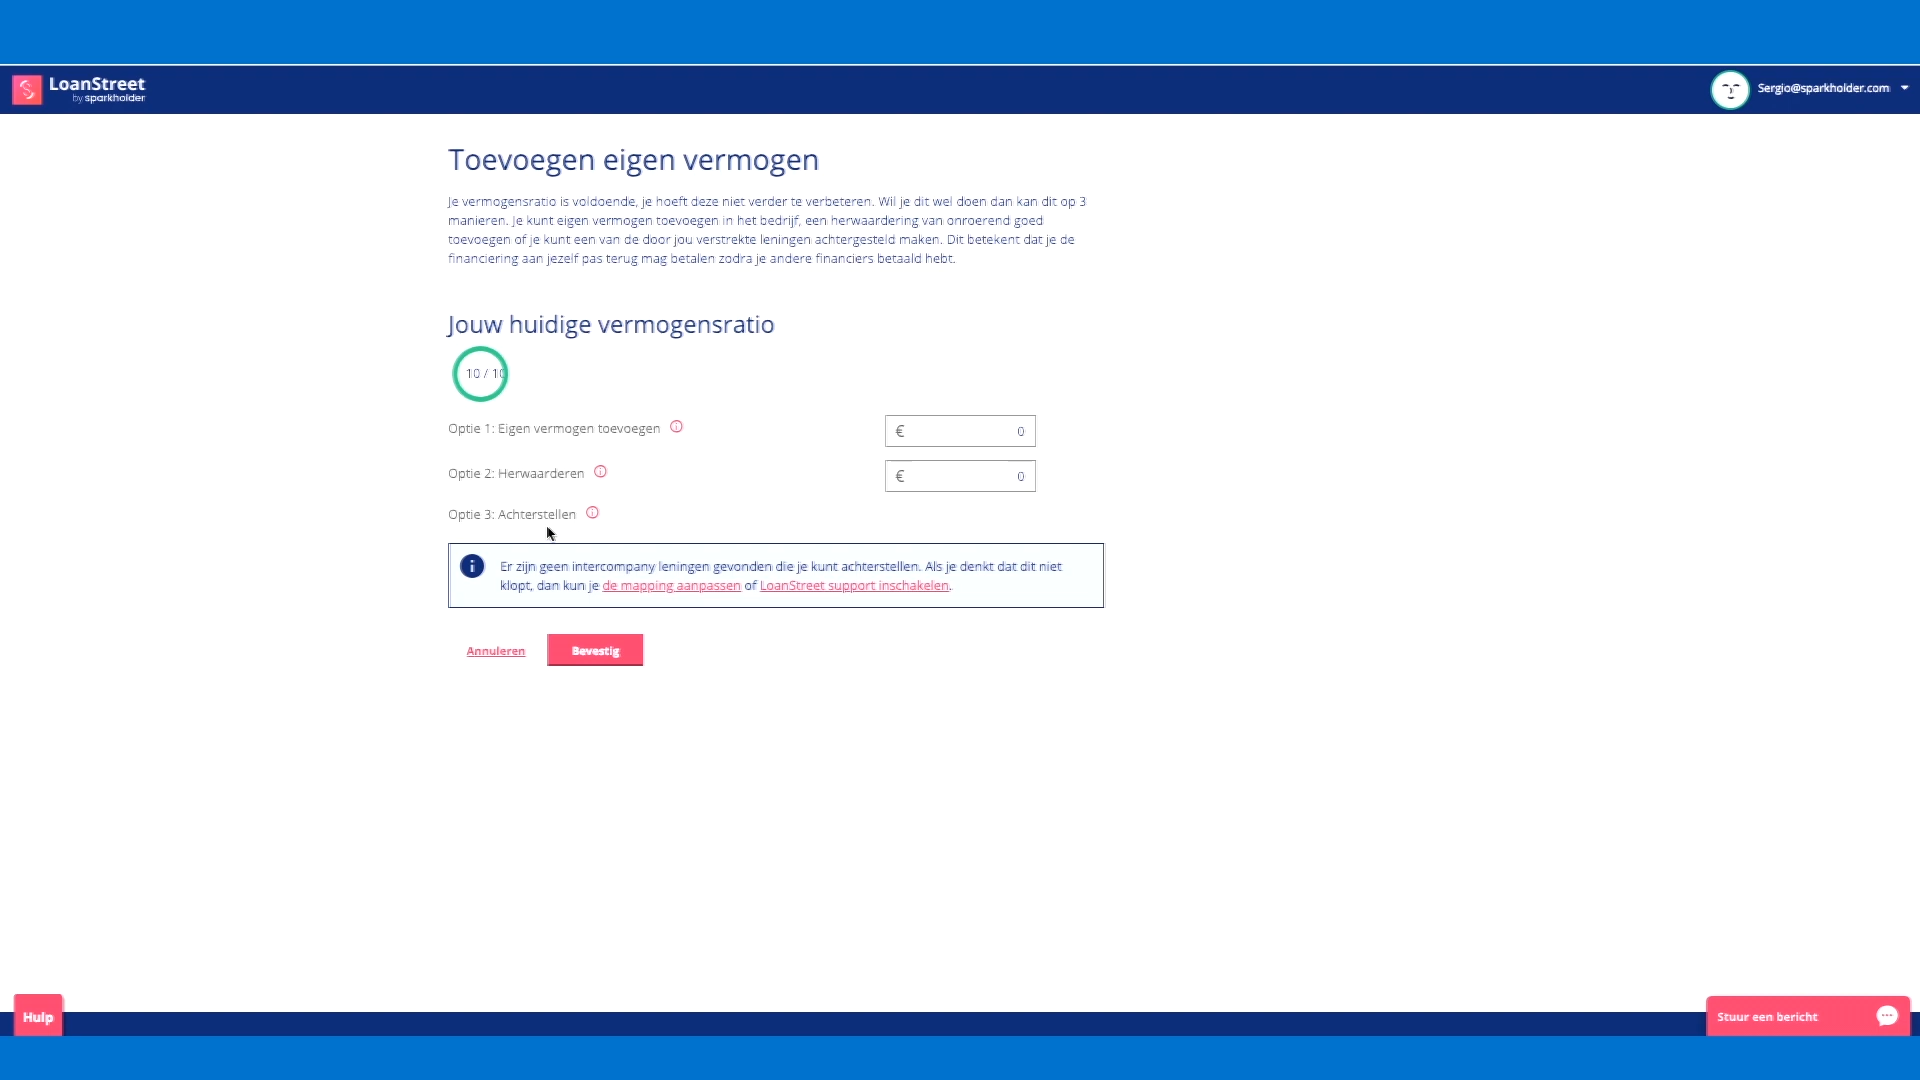 LoanStreet
by sparkholder
Sergio@sparkholder.com
Toevoegen eigen vermogen
Je vermogensratio is voldoende, je hoeft deze niet verder te verbeteren. Wil je dit wel doen dan kan dit op 3
manieren. Je kunt eigen vermogen toevoegen in het bedrijf, een herwaardering van onroerend goed
toevoegen of je kunt een van de door jou verstrekte leningen achtergesteld maken. Dit betekent dat je de
financiering aan jezelf pas terug mag betalen zodra je andere financiers betaald hebt.
Jouw huidige vermogensratio
10 / 10
Optie 1: Eigen vermogen toevoegen
€ 0
Optie 2: Herwaarderen
€ 0
Optie 3: Achterstellen
Er zijn geen intercompany leningen gevonden die je kunt achterstellen. Als je denkt dat dit niet
klopt, dan kun je de mapping aanpassen of LoanStreet support inschakelen.
Annuleren
Bevestig
Hulp
Stuur een bericht